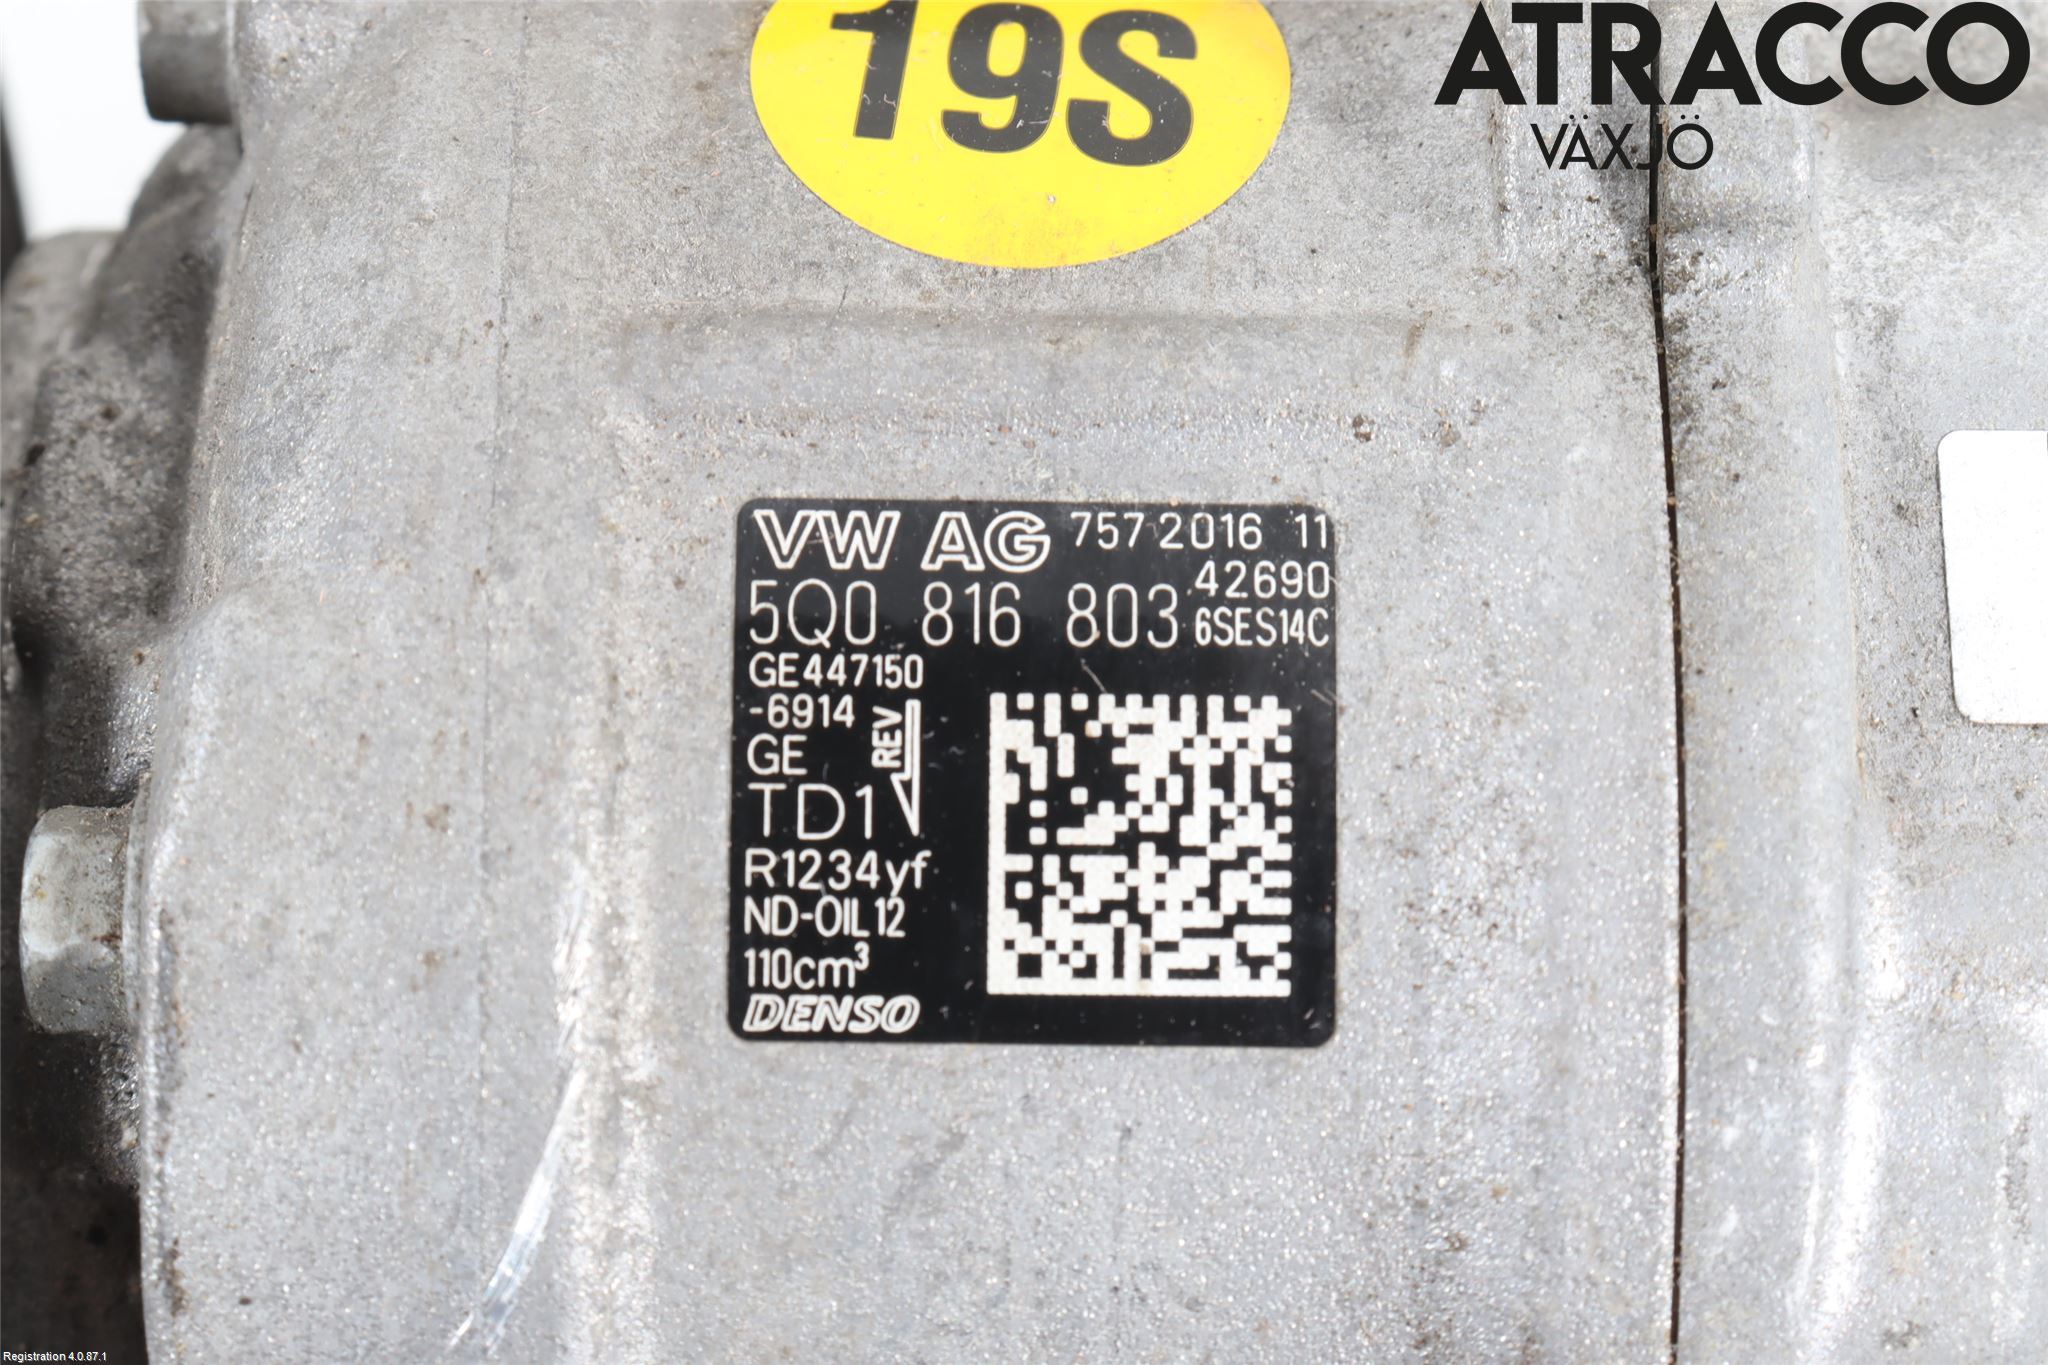 19S
ATRACCO
VÄXJÖ
VW AG 757 2016 11
42690
5Q0 816 803 6SES14C
GE447150
-6914
GE
REV
TD1
R1234yf
ND-OIL12
110cm³
DENSO
Registration 4.0.87.1